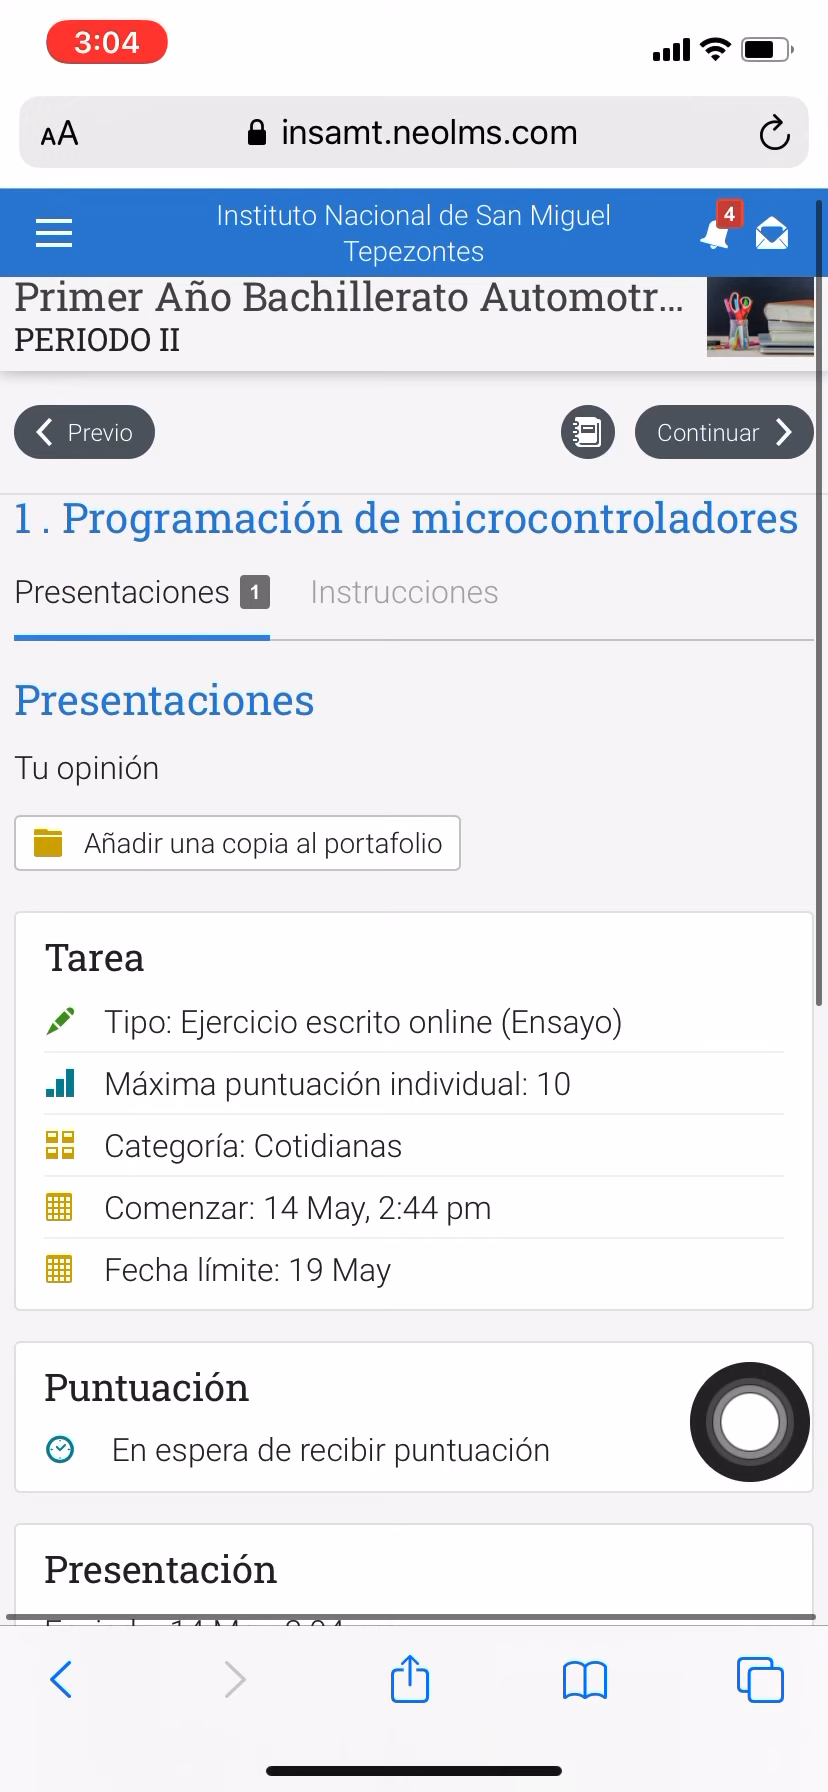 3:04
AA insamt.neolms.com
Instituto Nacional de San Miguel
Tepezontes
4
Primer Año Bachillerato Automotr...
PERIODO II
Previo
Continuar
1 . Programación de microcontroladores
Presentaciones 1 Instrucciones
Presentaciones
Tu opinión
Añadir una copia al portafolio
Tarea
Tipo: Ejercicio escrito online (Ensayo)
Máxima puntuación individual: 10
Categoría: Cotidianas
Comenzar: 14 May, 2:44 pm
Fecha límite: 19 May
Puntuación
En espera de recibir puntuación
Presentación